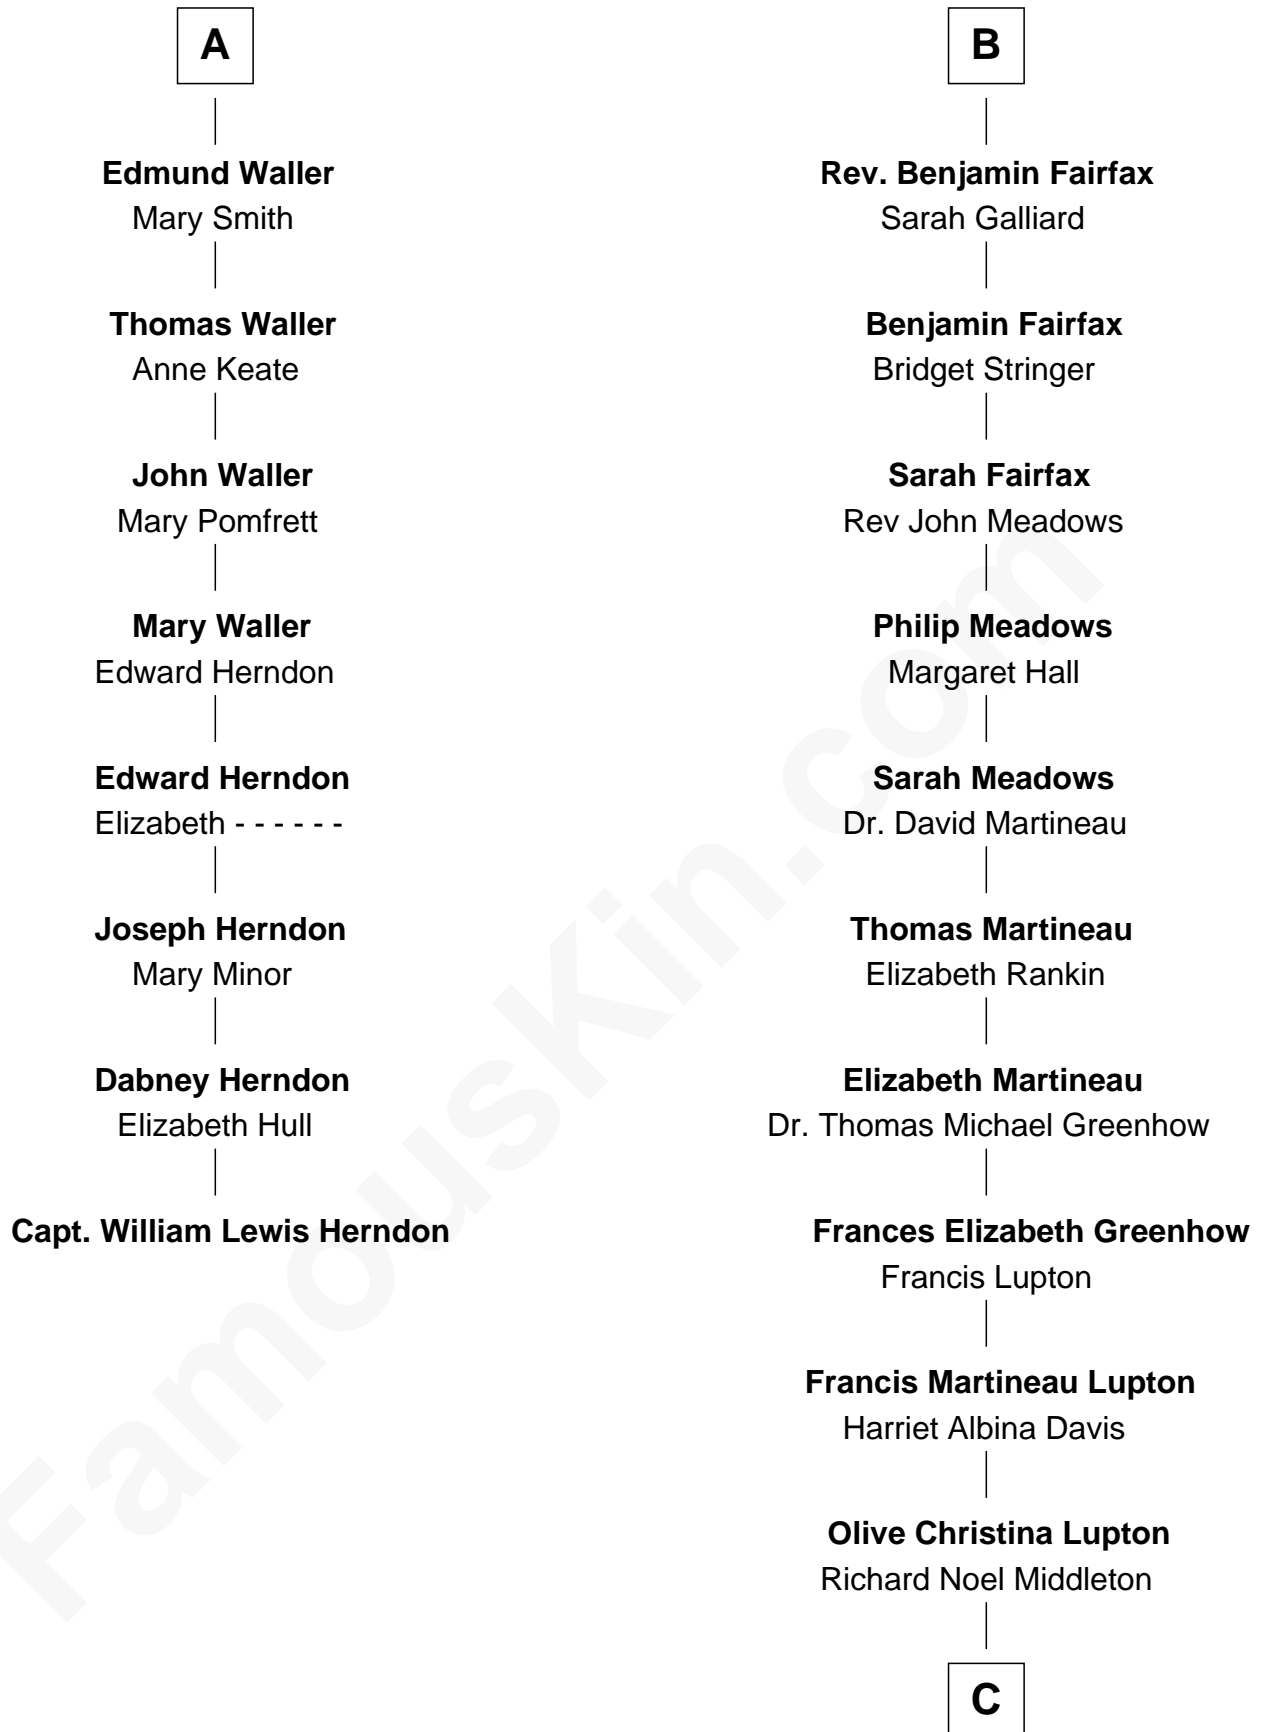 A
Edmund Waller
Mary Smith
Thomas Waller
Anne Keate
John Waller
Mary Pomfrett
Mary Waller
Edward Herndon
Edward Herndon
Elizabeth - - - - - -
Joseph Herndon
Mary Minor
Dabney Herndon
Elizabeth Hull
Capt. William Lewis Herndon
B
Rev. Benjamin Fairfax
Sarah Galliard
Benjamin Fairfax
Bridget Stringer
Sarah Fairfax
Rev John Meadows
Philip Meadows
Margaret Hall
Sarah Meadows
Dr. David Martineau
Thomas Martineau
Elizabeth Rankin
Elizabeth Martineau
Dr. Thomas Michael Greenhow
Frances Elizabeth Greenhow
Francis Lupton
Francis Martineau Lupton
Harriet Albina Davis
Olive Christina Lupton
Richard Noel Middleton
C
FamousKin.com